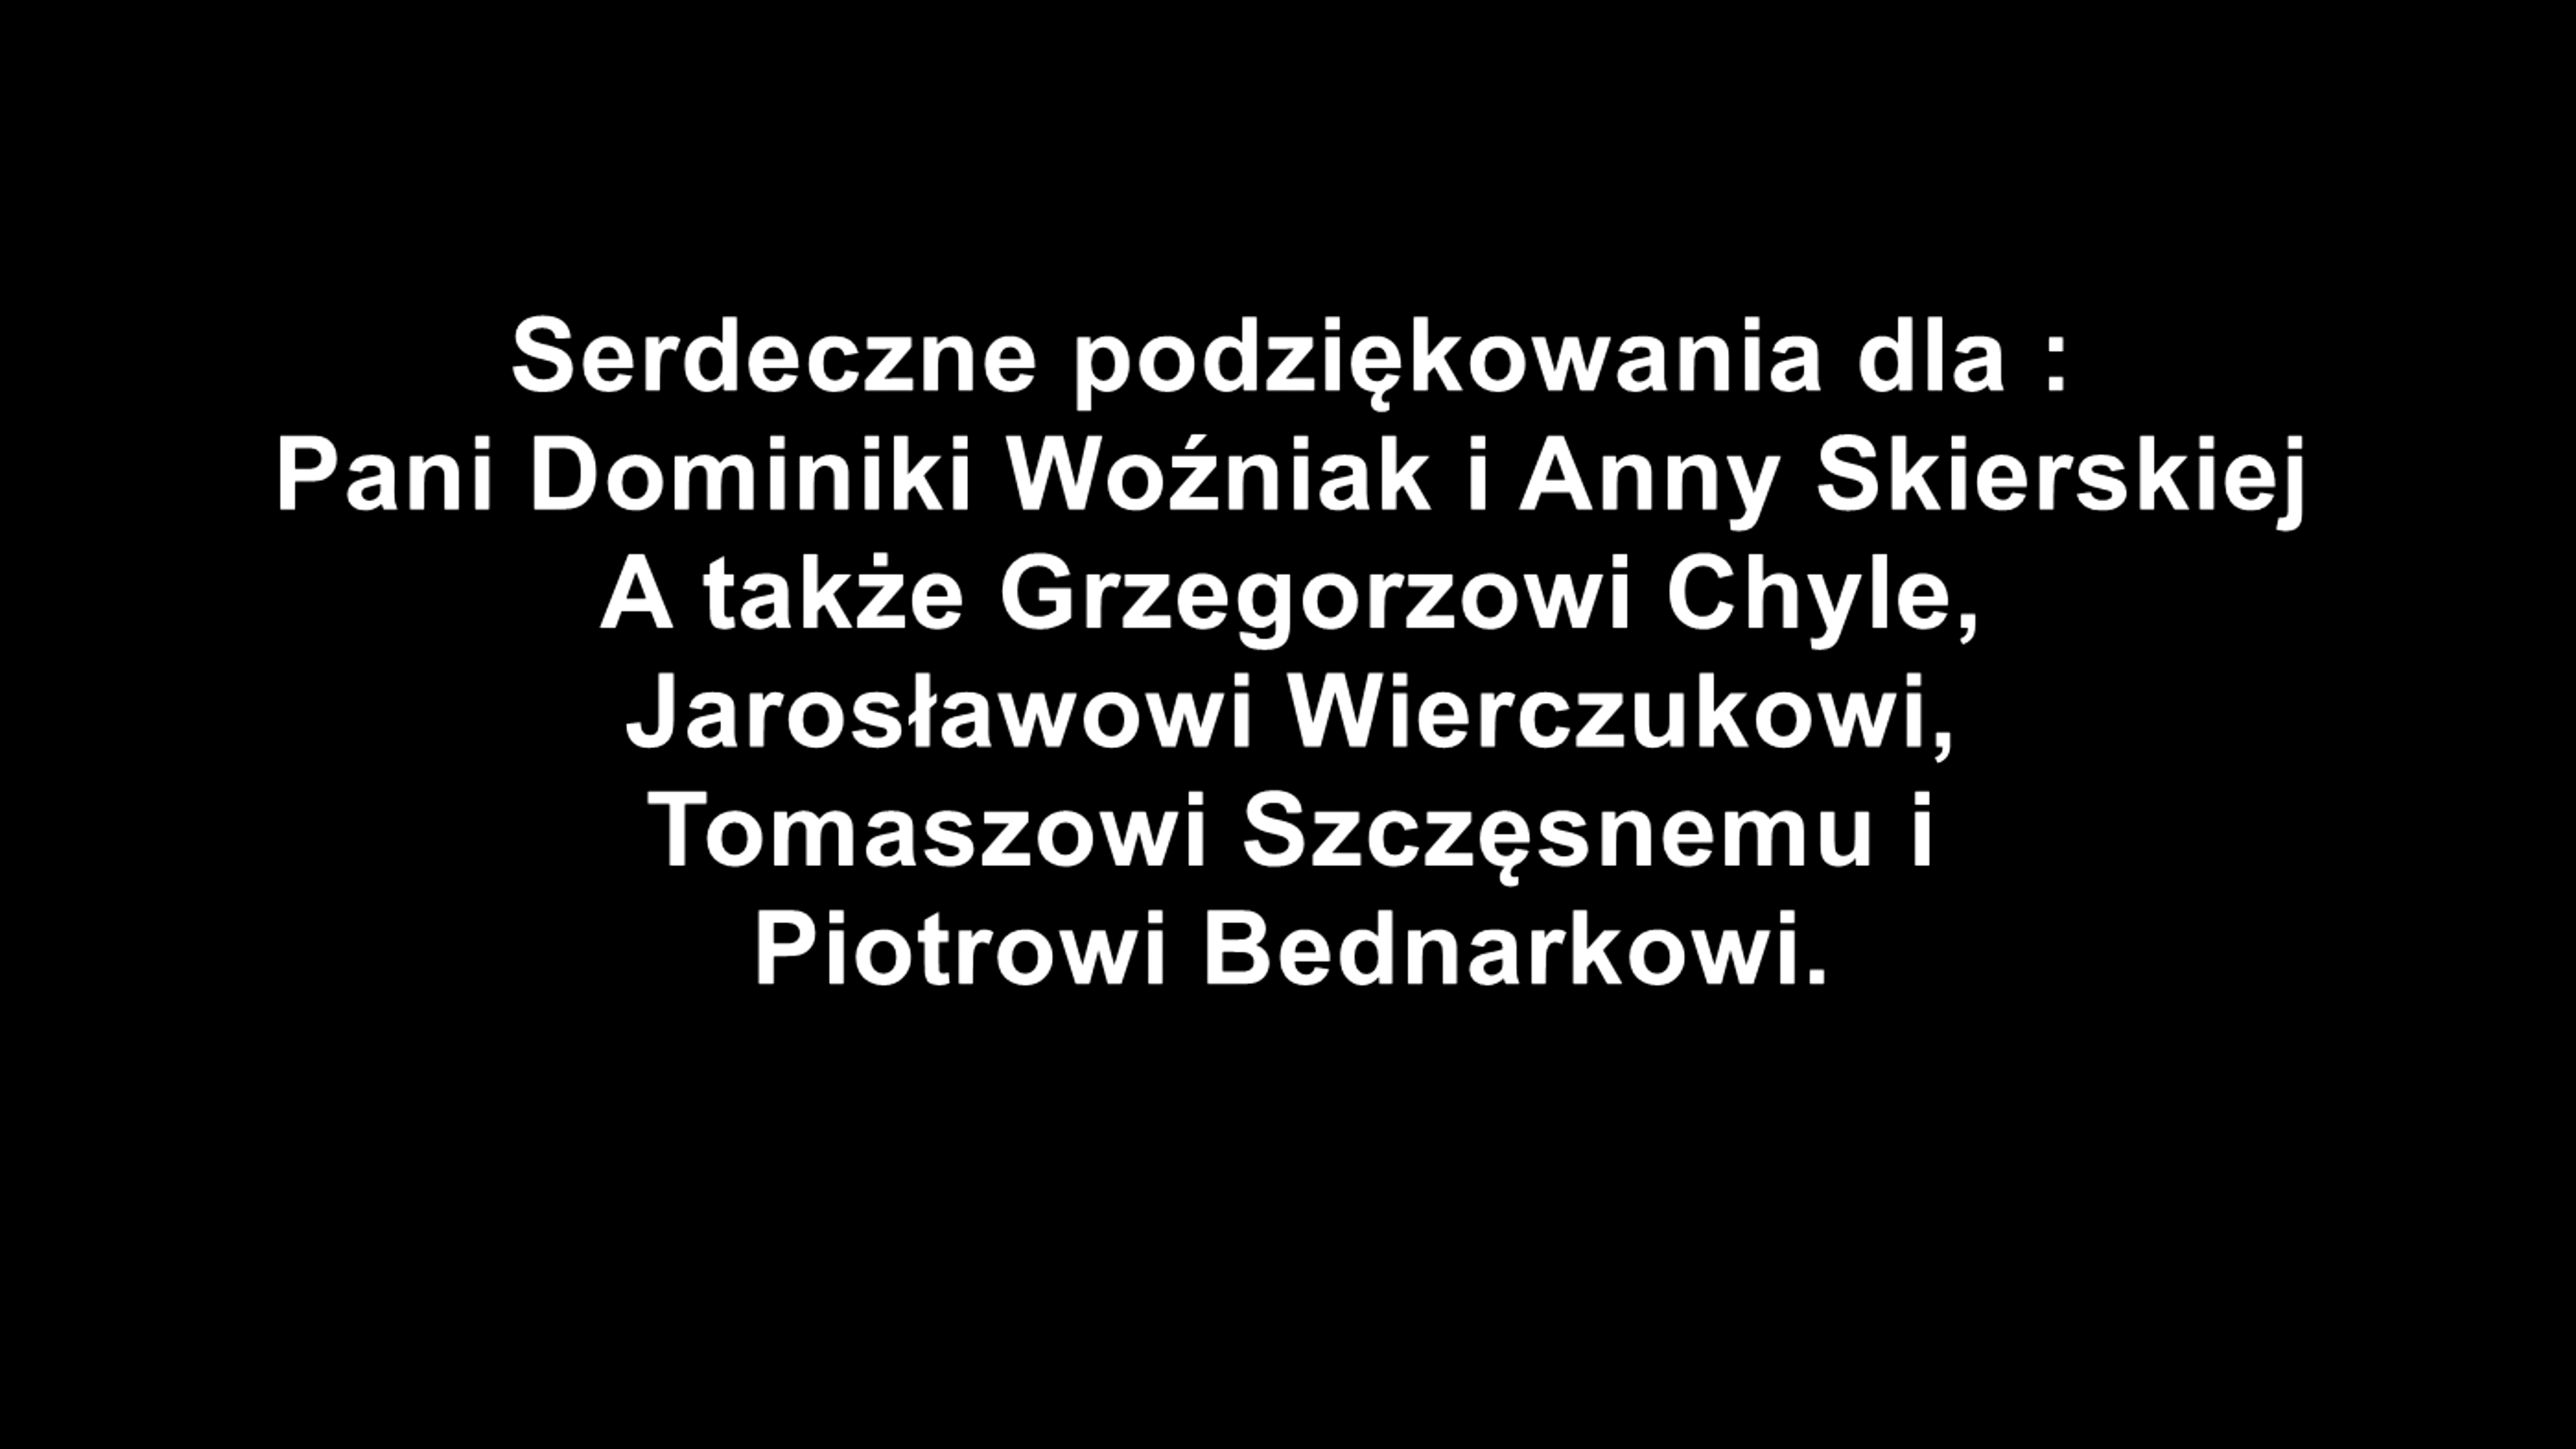 Serdeczne podziękowania dla :
Pani Dominiki Woźniak i Anny Skierskiej
A także Grzegorzowi Chyle,
Jarosławowi Wierczukowi,
Tomaszowi Szczęsnemu i
Piotrowi Bednarkowi.